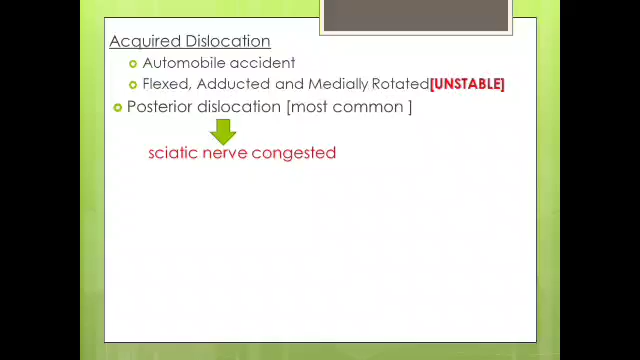 Acquired Dislocation
Automobile accident
Flexed, Adducted and Medially Rotated[UNSTABLE]
Posterior dislocation [most common ]
sciatic nerve congested